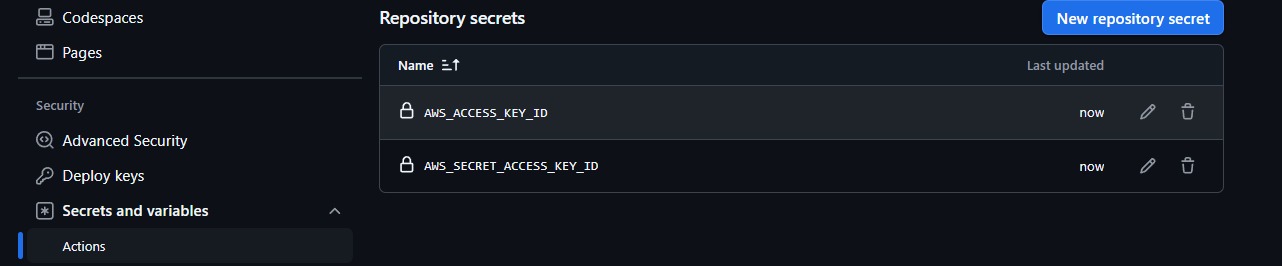 Codespaces
Pages
Security
Advanced Security
Deploy keys
Secrets and variables
Actions
Repository secrets
New repository secret
Name
Last updated
AWS_ACCESS_KEY_ID
now
AWS_SECRET_ACCESS_KEY_ID
now